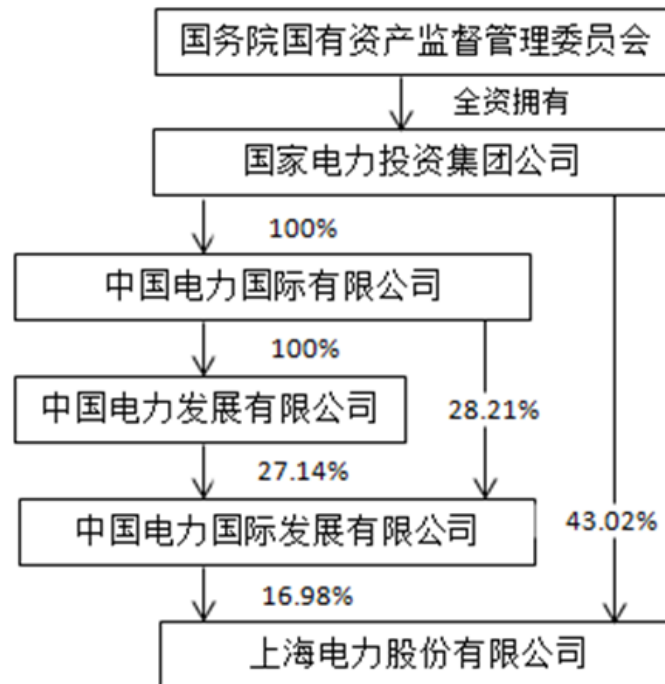 国务院国有资产监督管理委员会
全资拥有
国家电力投资集团公司
100%
中国电力国际有限公司
100%
中国电力发展有限公司
28.21%
27.14%
中国电力国际发展有限公司
43.02%
16.98%
上海电力股份有限公司